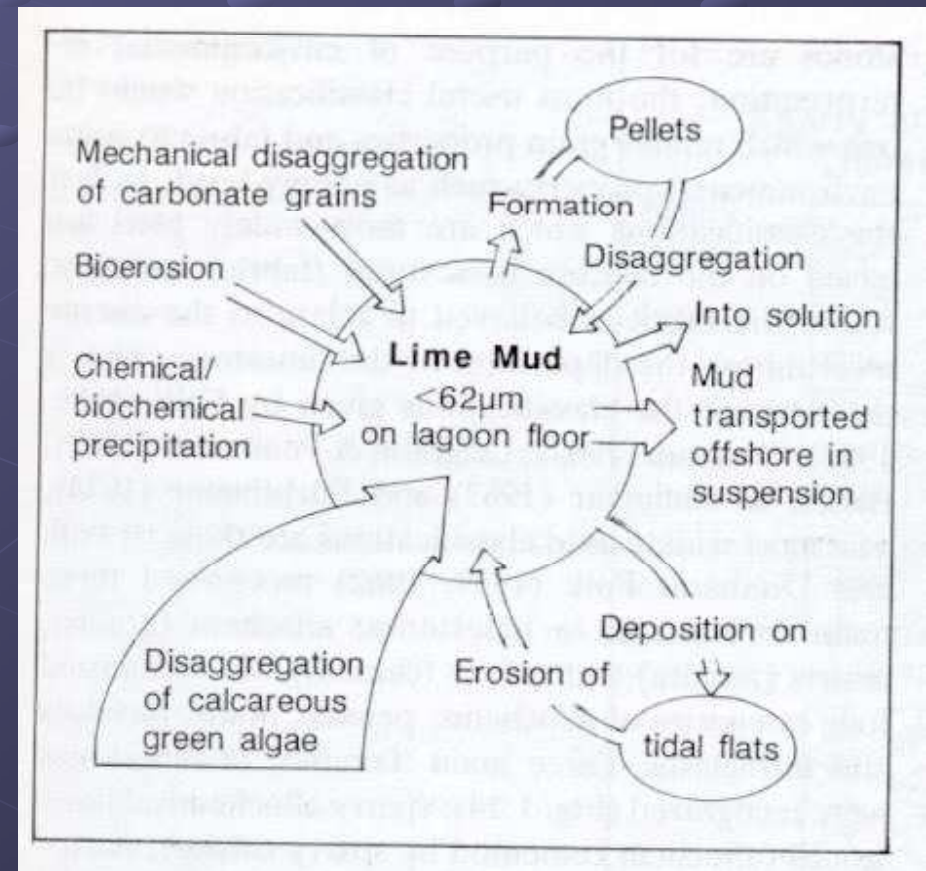 Pellets
Mechanical disaggregation
of carbonate grains
Formation
Disaggregation
Bioerosion
Into solution
Lime Mud
<62μm
on lagoon floor
Chemical/
biochemical
precipitation
Mud
transported
offshore in
suspension
Disaggregation
of calcareous
green algae
Erosion of
Deposition on
tidal flats